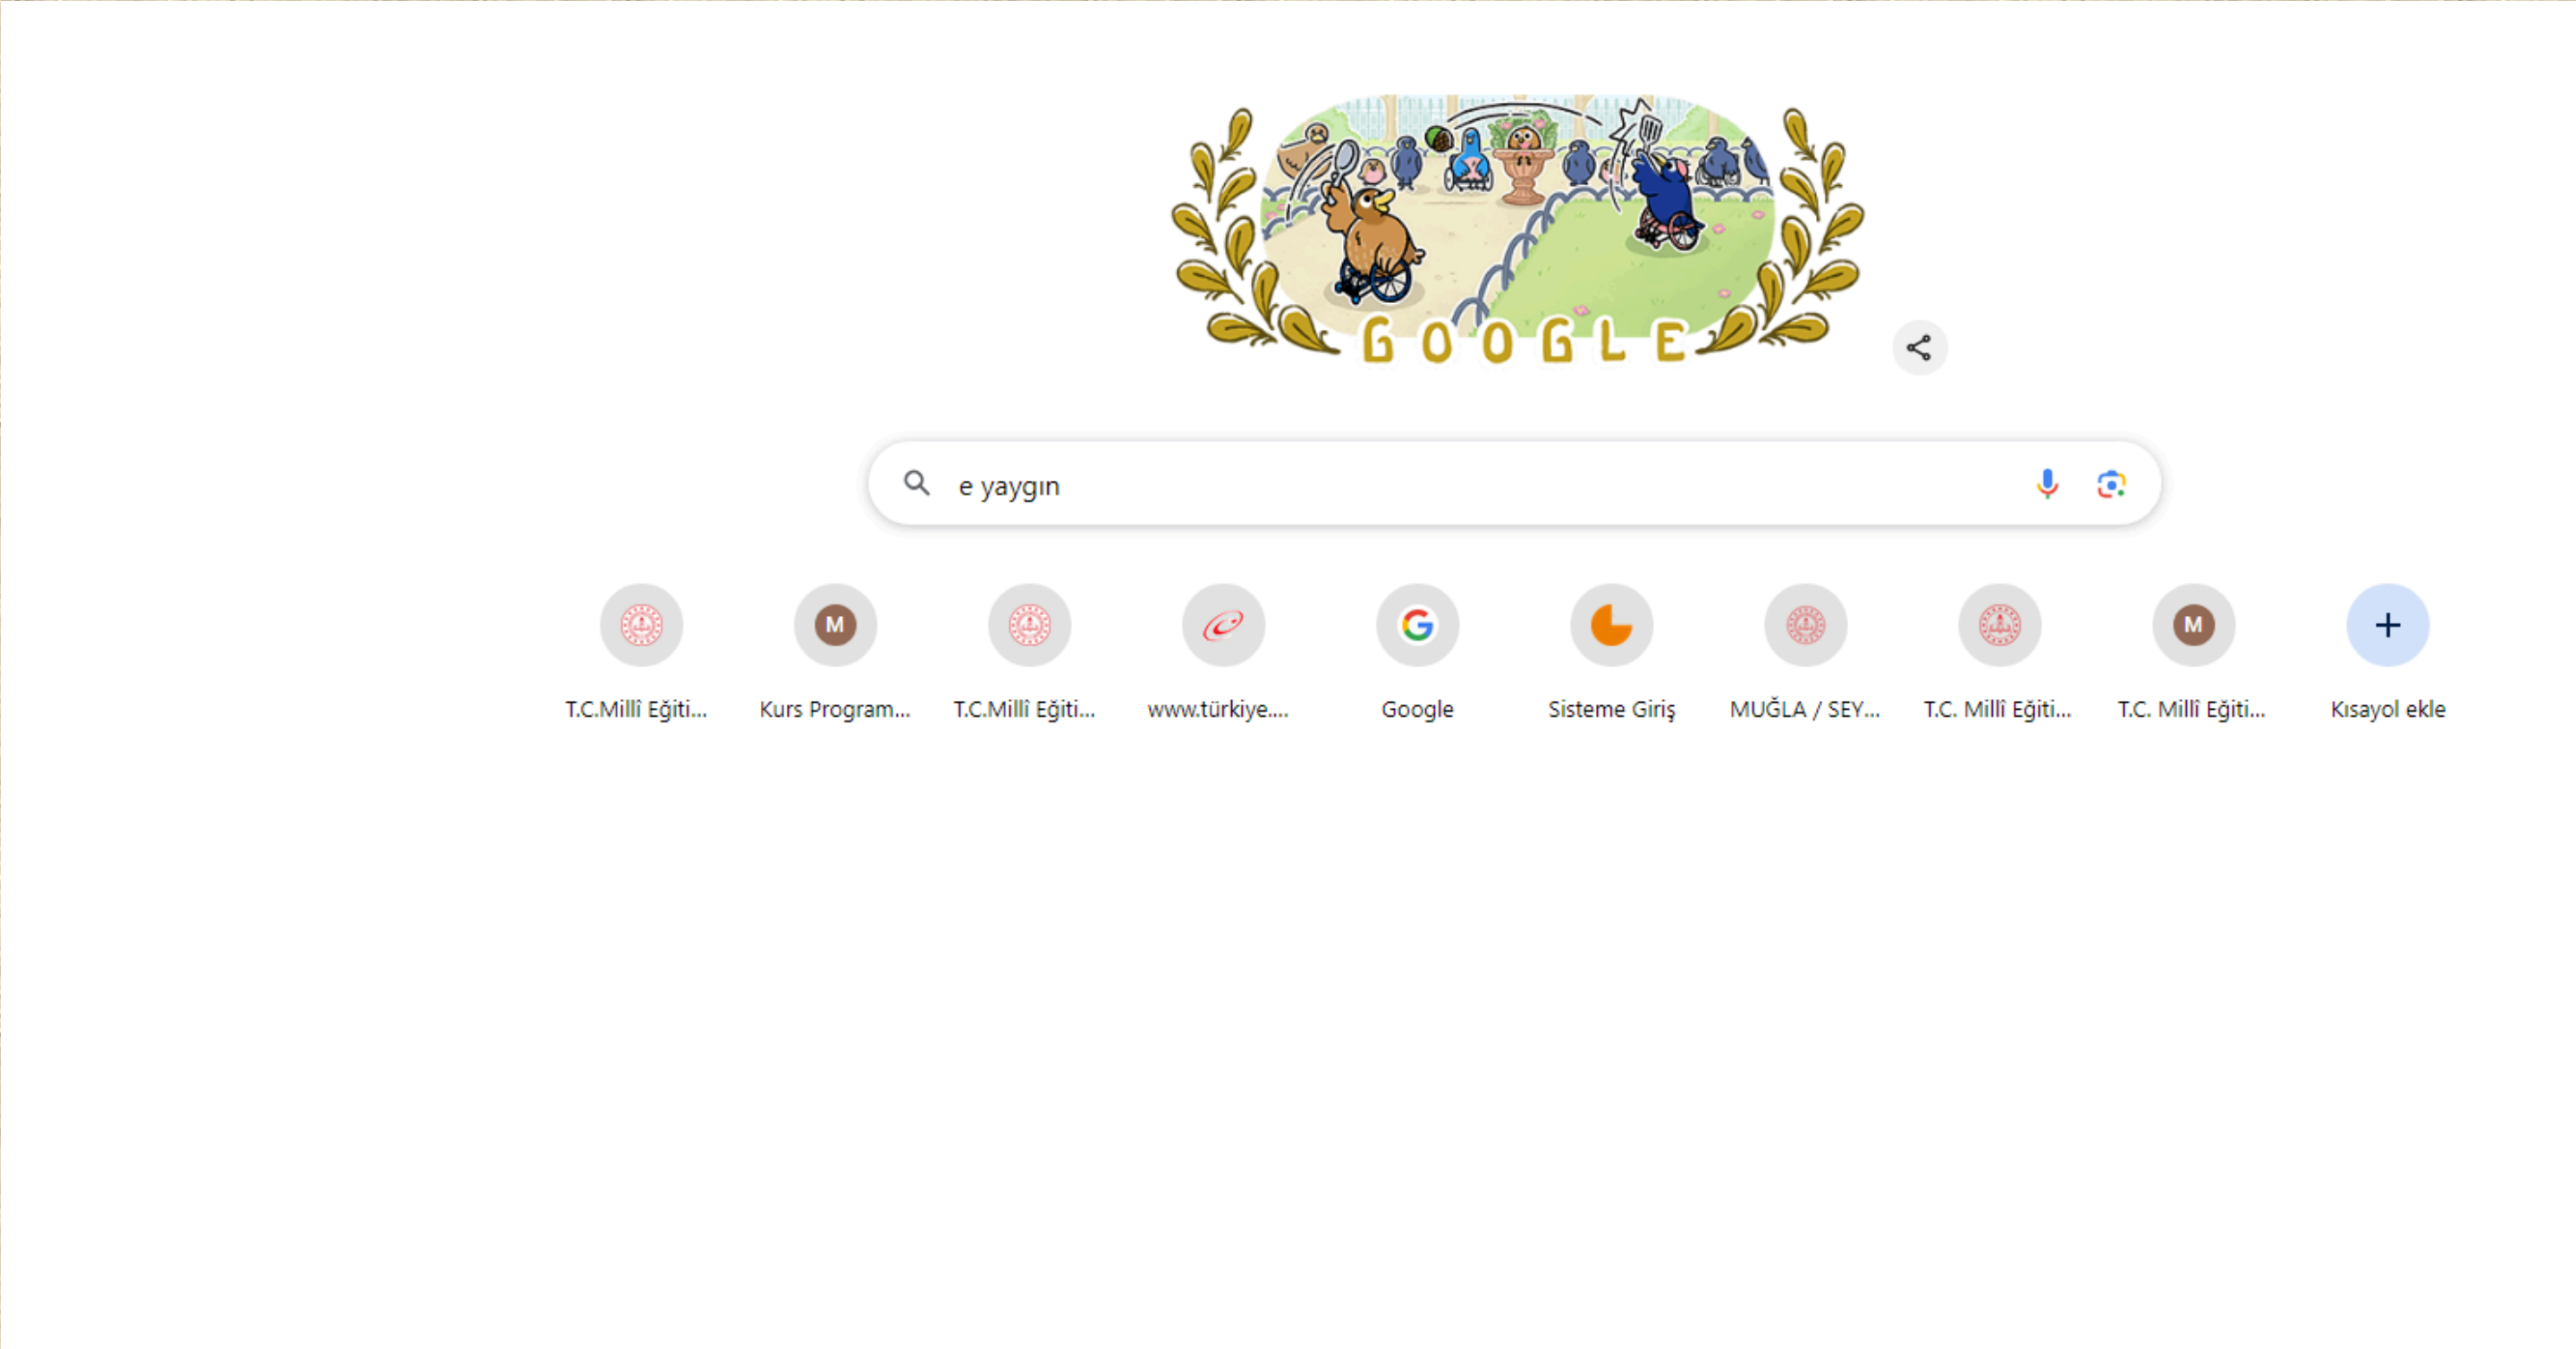 GOOGLE
e yaygın
M
M
T.C.Millî Eğiti...
Kurs Program...
T.C.Millî Eğiti...
www.türkiye....
Google
Sisteme Giriş
MUĞLA / SEY...
T.C. Millî Eğiti...
T.C. Millî Eğiti...
Kısayol ekle